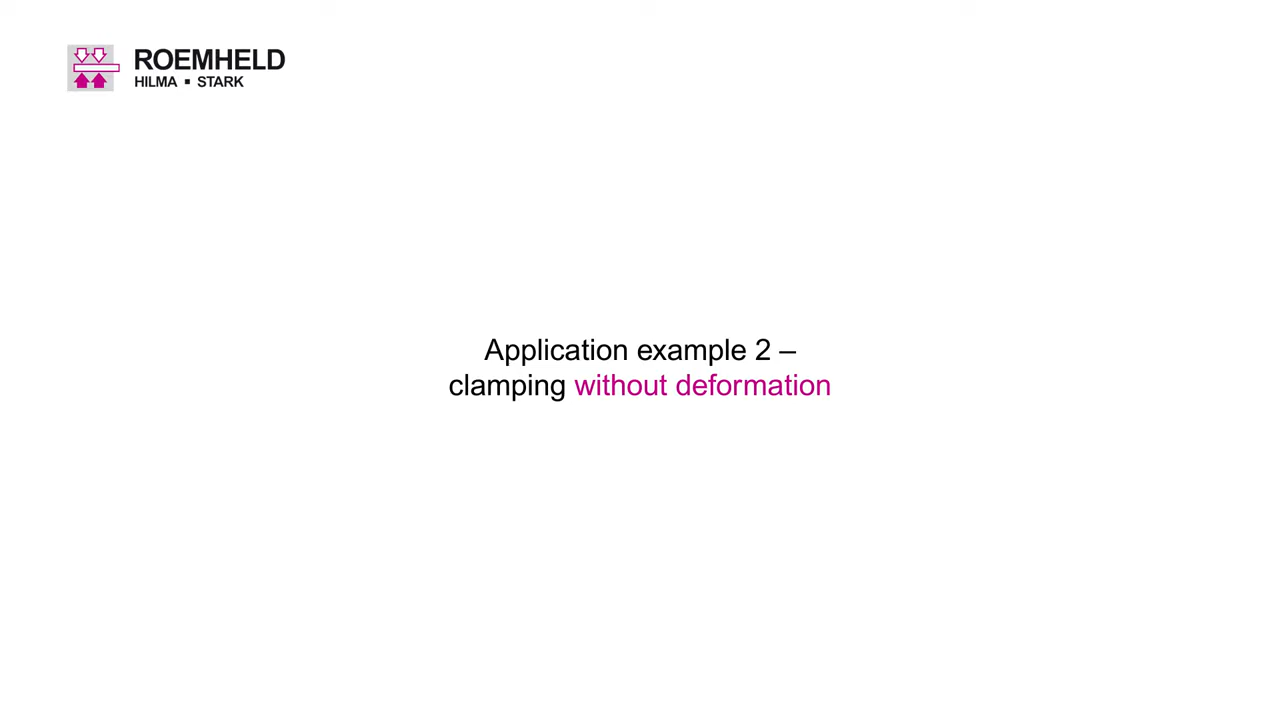 ROEMHELD
HILMA ▪ STARK
Application example 2 –
clamping without deformation